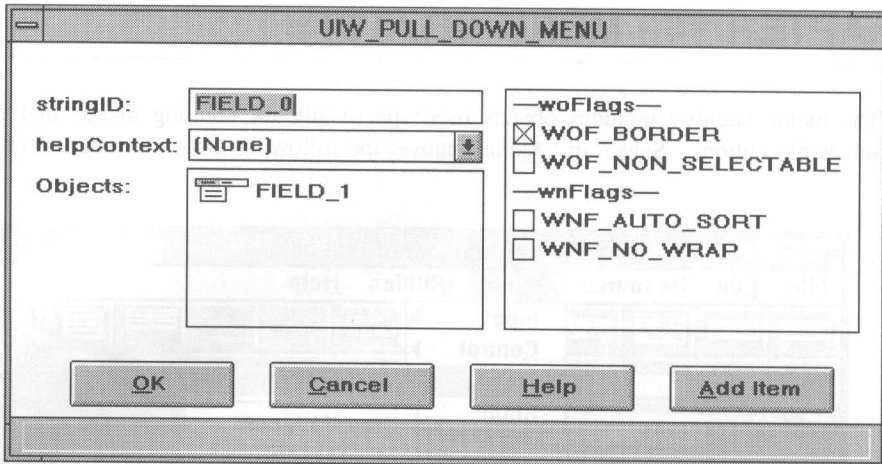 UIW_PULL_DOWN_MENU
stringID: FIELD_0
helpContext: (None)
Objects: FIELD_1
woFlags
WOF_BORDER
WOF_NON_SELECTABLE
wnFlags
WNF_AUTO_SORT
WNF_NO_WRAP
OK Cancel Help Add Item